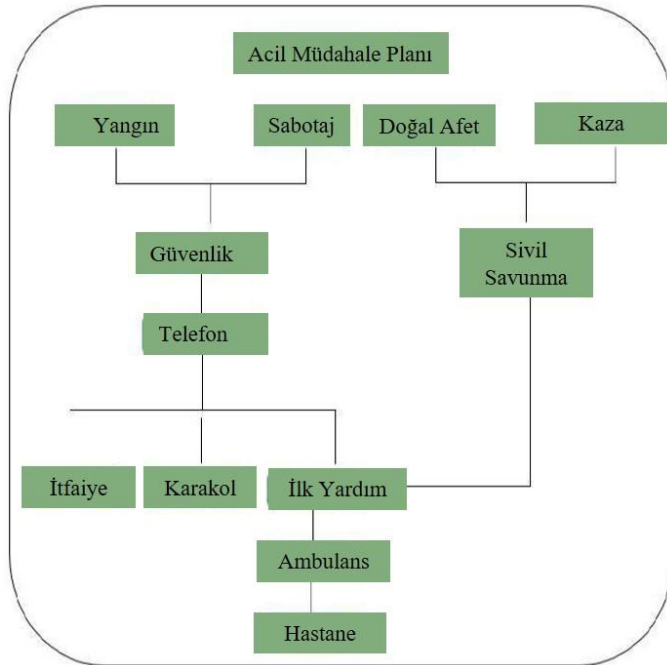 Acil Müdahale Planı
Yangın
Sabotaj
Doğal Afet
Kaza
Güvenlik
Sivil
Savunma
Telefon
İtfaiye
Karakol
İlk Yardım
Ambulans
Hastane